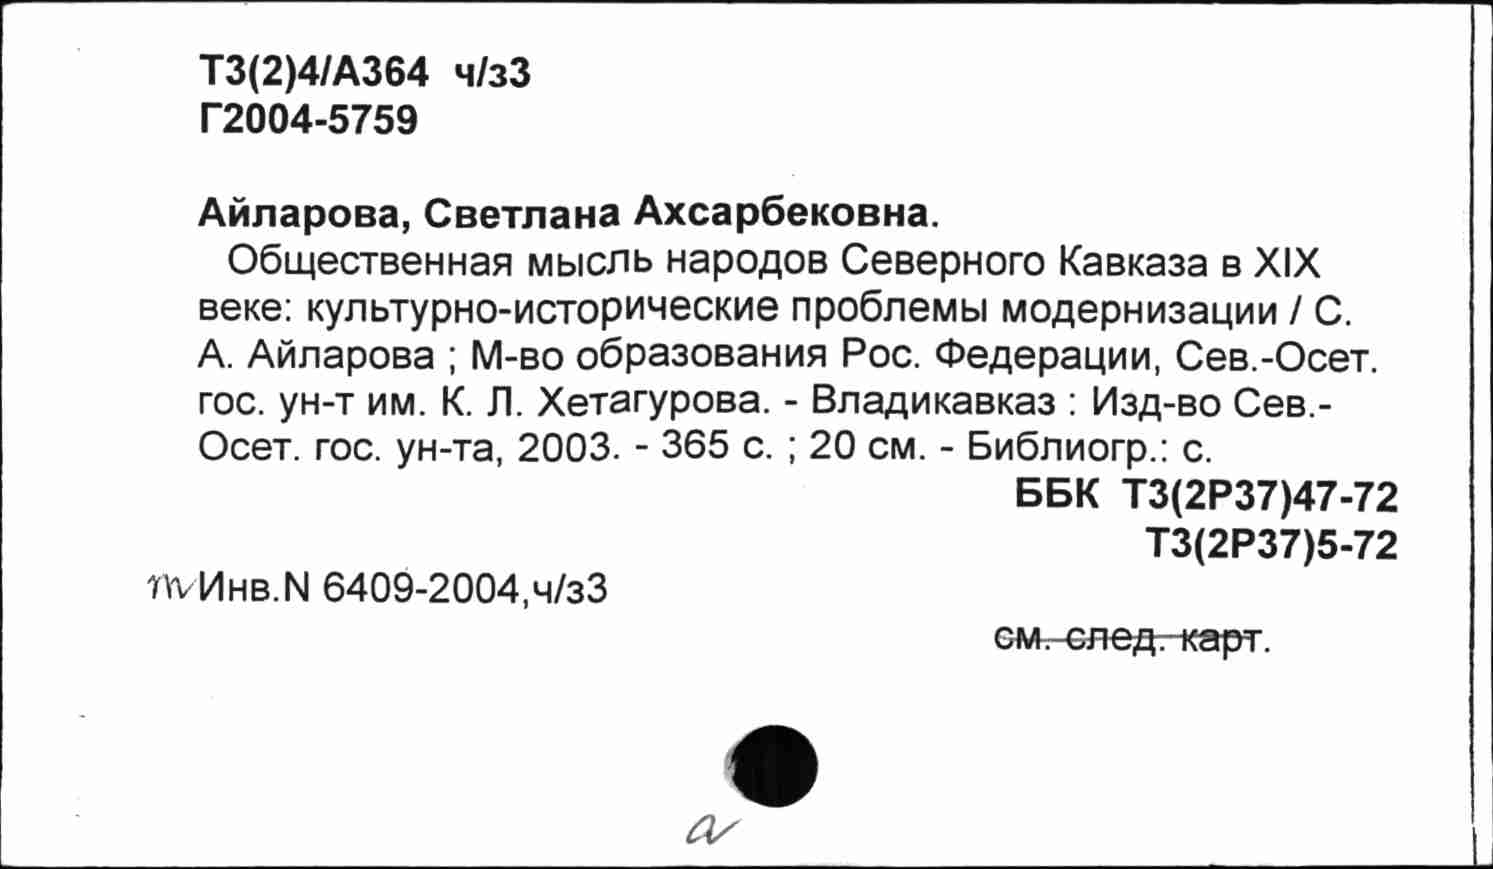 Т3(2)4/А364 ч/з3
Г2004-5759
Айларова, Светлана Ахсарбековна.
Общественная мысль народов Северного Кавказа в XIX
веке: культурно-исторические проблемы модернизации / С.
А. Айларова ; М-во образования Рос. Федерации, Сев.-Осет.
гос. ун-т им. К. Л. Хетагурова. - Владикавказ : Изд-во Сев.-
Осет. гос. ун-та, 2003. - 365 с. ; 20 см. - Библиогр.: с.
ББК Т3(2Р37)47-72
Т3(2Р37)5-72
Инв.N 6409-2004,ч/з3
см. след. карт.
а